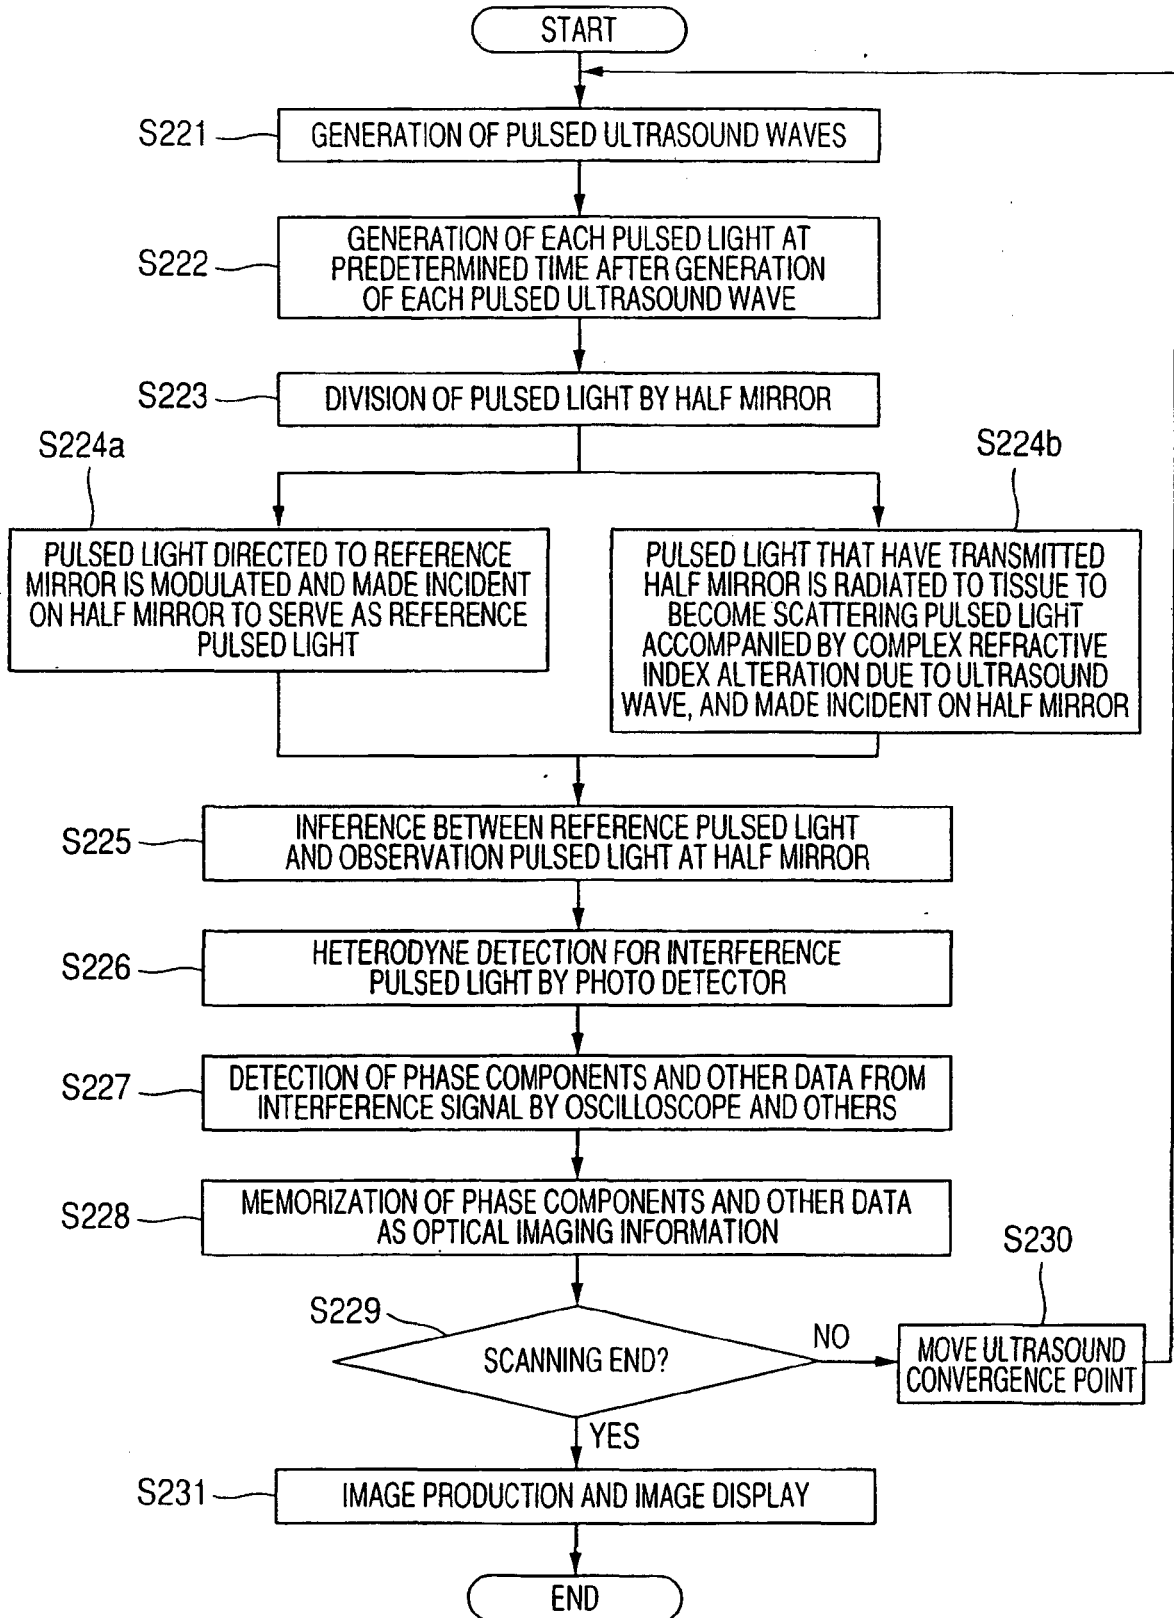 START
S221
GENERATION OF PULSED ULTRASOUND WAVES
S222
GENERATION OF EACH PULSED LIGHT AT
PREDETERMINED TIME AFTER GENERATION
OF EACH PULSED ULTRASOUND WAVE
S223
DIVISION OF PULSED LIGHT BY HALF MIRROR
S224a
PULSED LIGHT DIRECTED TO REFERENCE
MIRROR IS MODULATED AND MADE INCIDENT
ON HALF MIRROR TO SERVE AS REFERENCE
PULSED LIGHT
S224b
PULSED LIGHT THAT HAVE TRANSMITTED
HALF MIRROR IS RADIATED TO TISSUE TO
BECOME SCATTERING PULSED LIGHT
ACCOMPANIED BY COMPLEX REFRACTIVE
INDEX ALTERATION DUE TO ULTRASOUND
WAVE, AND MADE INCIDENT ON HALF MIRROR
S225
INFERENCE BETWEEN REFERENCE PULSED LIGHT
AND OBSERVATION PULSED LIGHT AT HALF MIRROR
S226
HETERODYNE DETECTION FOR INTERFERENCE
PULSED LIGHT BY PHOTO DETECTOR
S227
DETECTION OF PHASE COMPONENTS AND OTHER DATA FROM
INTERFERENCE SIGNAL BY OSCILLOSCOPE AND OTHERS
S228
MEMORIZATION OF PHASE COMPONENTS AND OTHER DATA
AS OPTICAL IMAGING INFORMATION
S229
SCANNING END?
NO
S230
MOVE ULTRASOUND
CONVERGENCE POINT
YES
S231
IMAGE PRODUCTION AND IMAGE DISPLAY
END